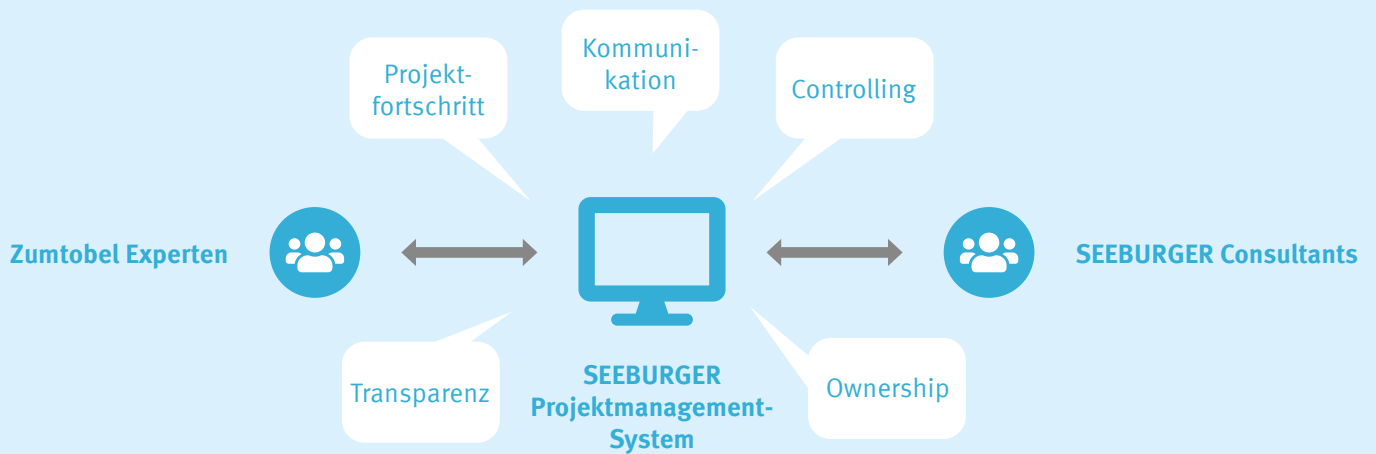 Projekt-
fortschritt
Kommuni-
kation
Controlling
Zumtobel Experten
SEEBURGER Consultants
Transparenz
SEEBURGER
Projektmanagement-
System
Ownership